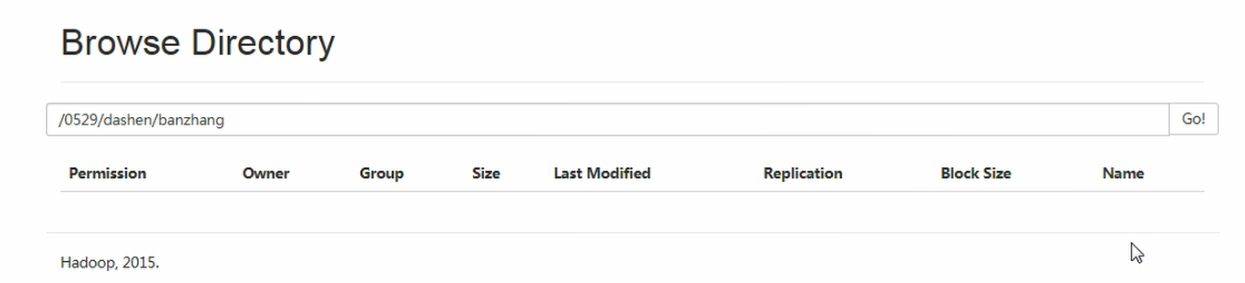 Browse Directory
/0529/dashen/banzhang Go!
Permission Owner Group Size Last Modified Replication Block Size Name
Hadoop, 2015.